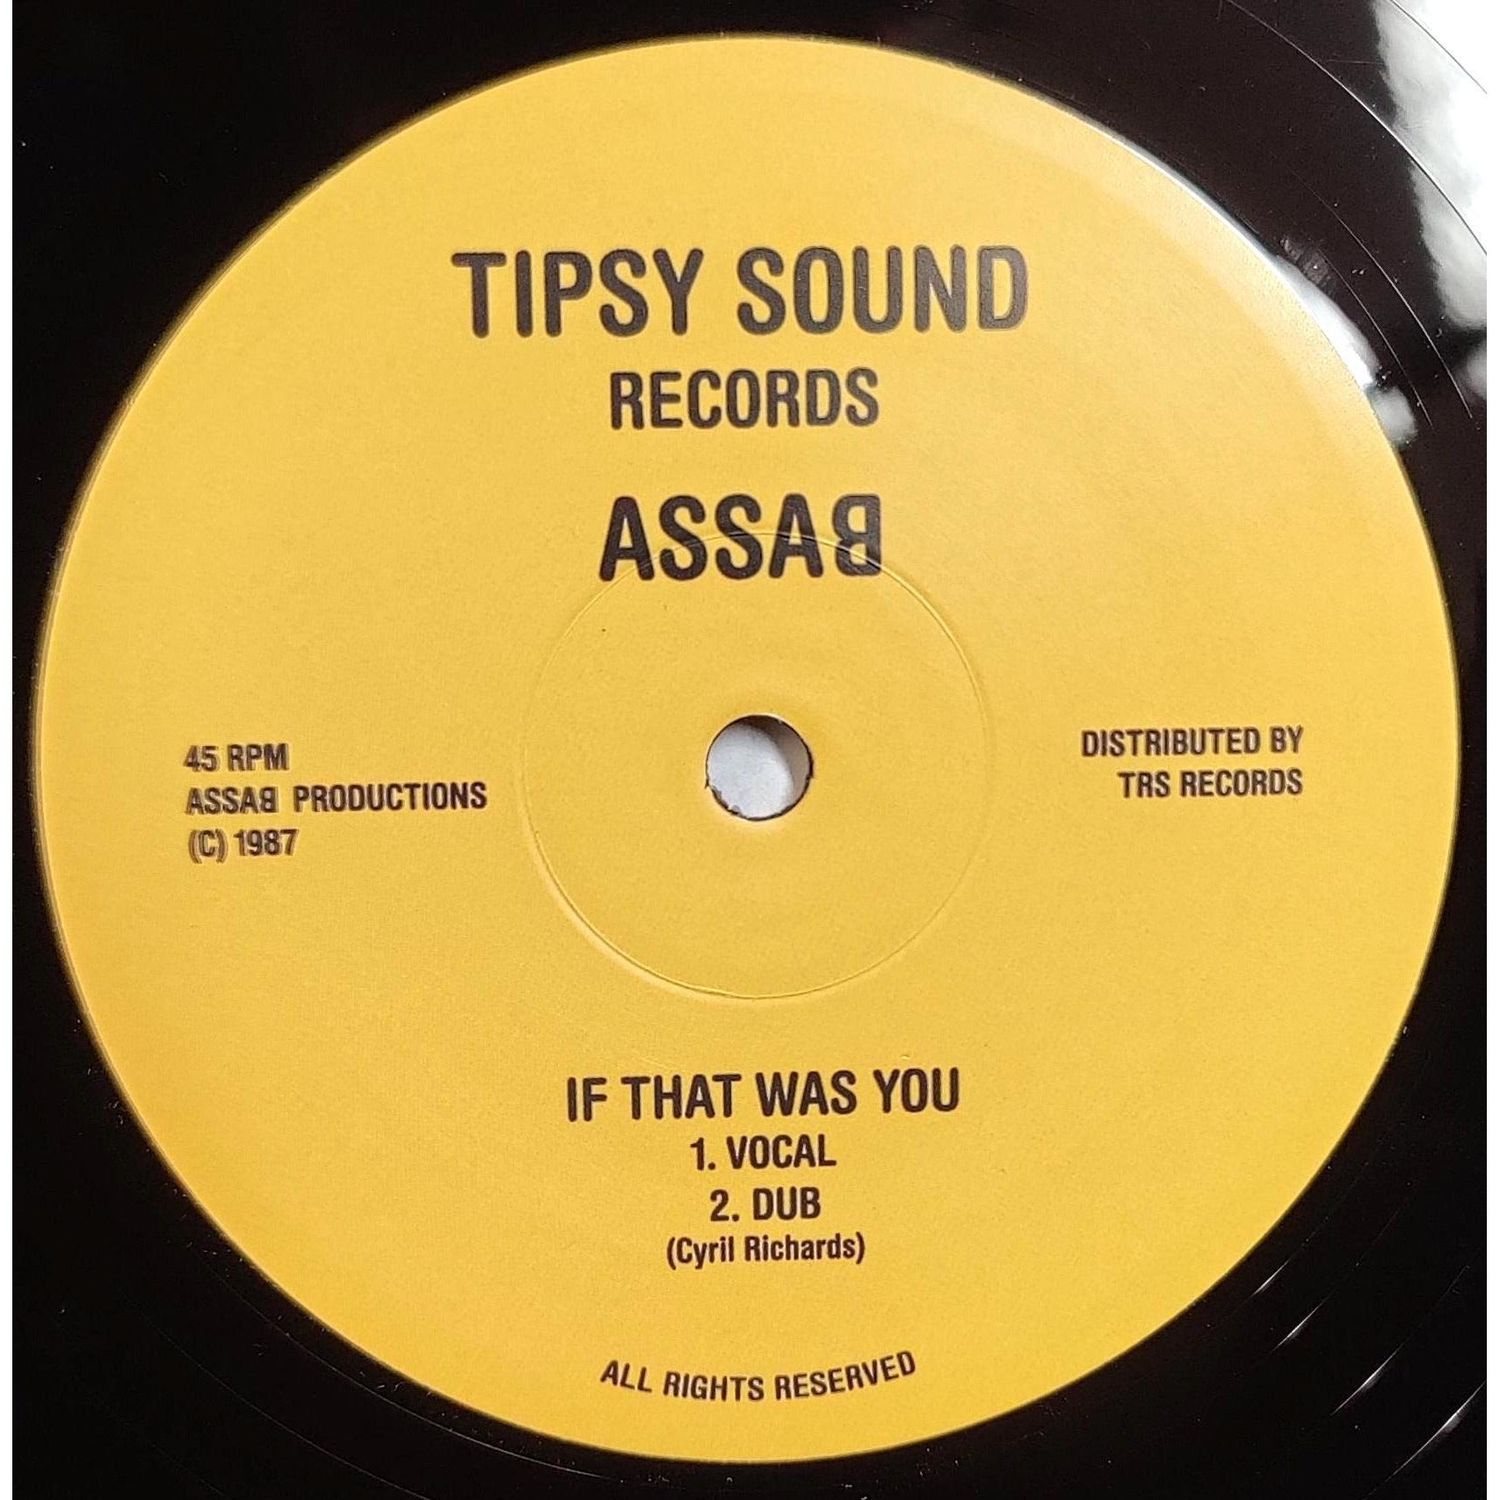 TIPSY SOUND
RECORDS
ASSAB
45 RPM
ASSAB PRODUCTIONS
(C) 1987
DISTRIBUTED BY
TRS RECORDS
IF THAT WAS YOU
1. VOCAL
2. DUB
(Cyril Richards)
ALL RIGHTS RESERVED